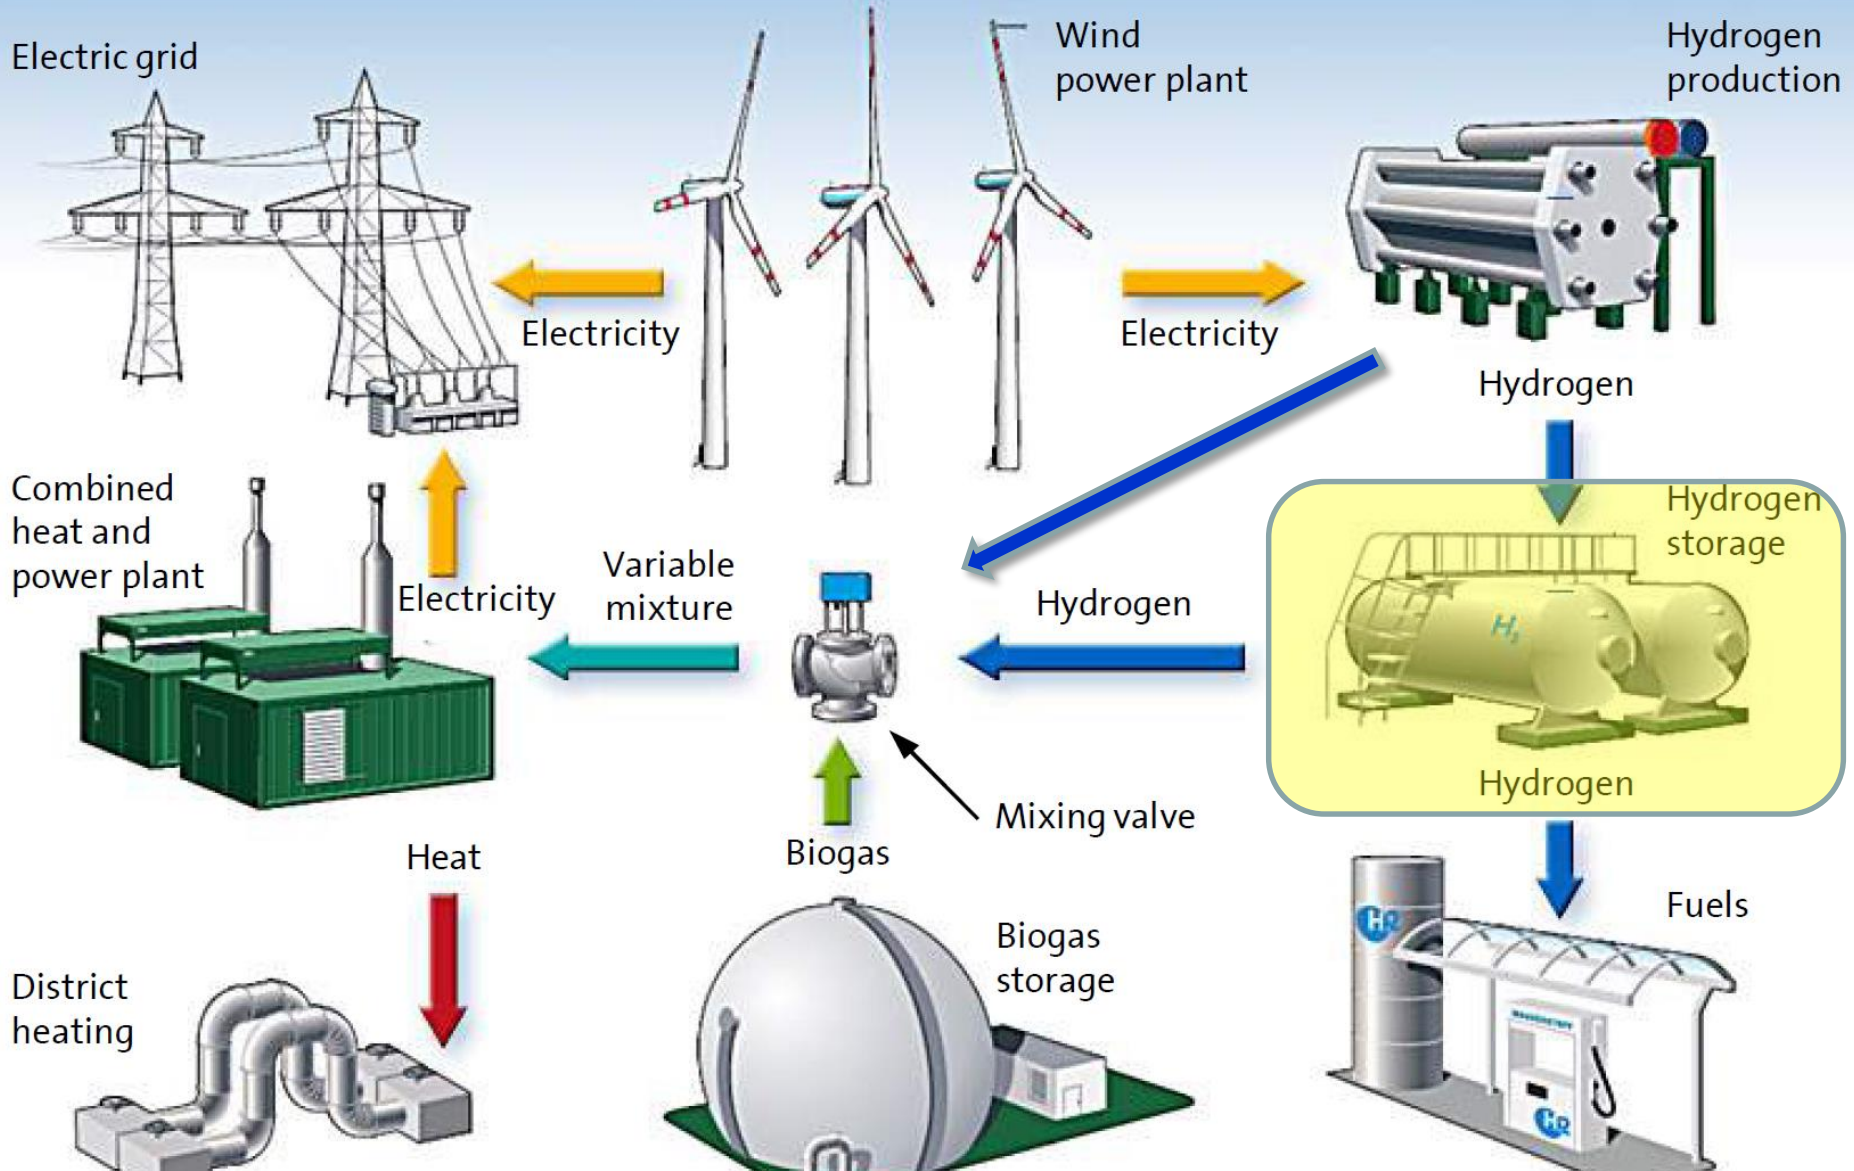 Electric grid
Wind
power plant
Hydrogen
production
Electricity
Electricity
Hydrogen
Combined
heat and
power plant
Electricity
Variable
mixture
Hydrogen
Hydrogen
storage
H₂
Hydrogen
Mixing valve
Heat
Biogas
District
heating
Biogas
storage
Fuels